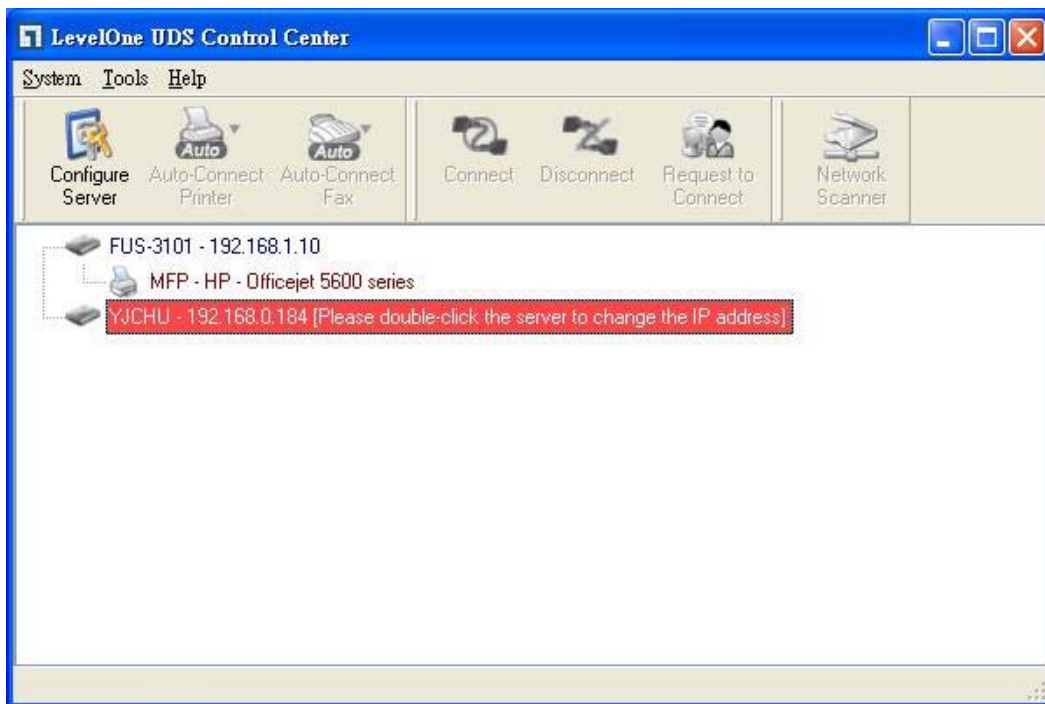 LevelOne UDS Control Center
System Tools Help
Configure Server
Auto Auto-Connect Printer
Auto Auto-Connect Fax
Connect
Disconnect
Request to Connect
Network Scanner
FUS-3101 - 192.168.1.10
MFP - HP - Officejet 5600 series
YJCHU - 192.168.0.184 [Please double-click the server to change the IP address]